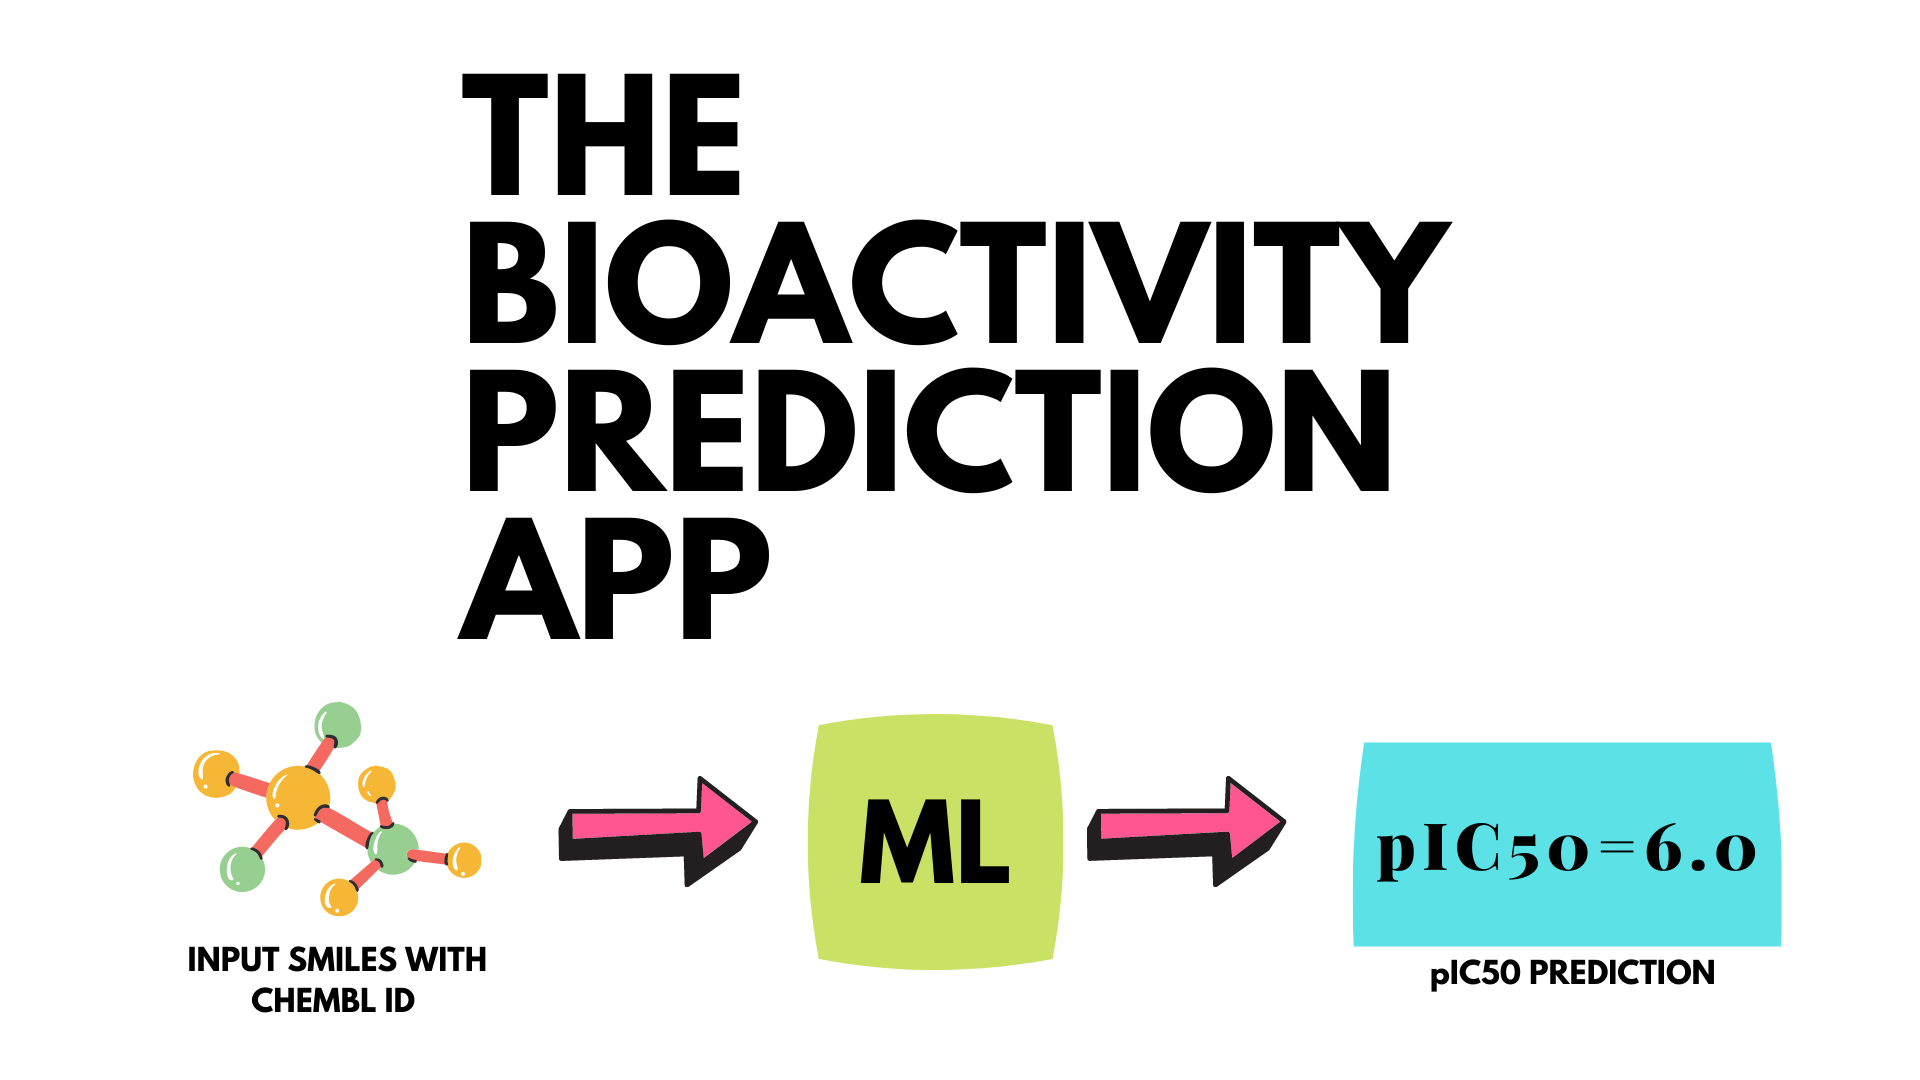 THE
BIOACTIVITY
PREDICTION
APP
ML
pIC50=6.0
INPUT SMILES WITH
CHEMBL ID
pIC50 PREDICTION